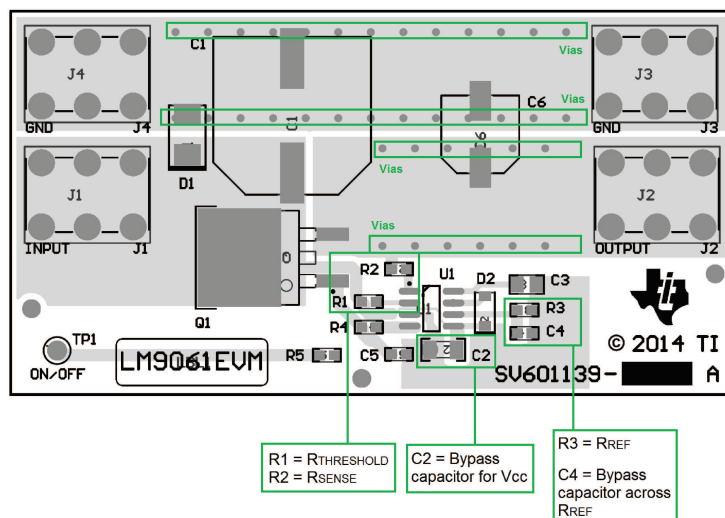 C1
Vias
J4
J3
Vias
C6
GND
J4
C1
C6
GND
J3
D1
Vias
J1
J2
Vias
INPUT
J1
OUTPUT
J2
Q1
R2
U1
D2
C3
R1
R3
R4
C4
TP1
© 2014 TI
ON/OFF
LM9061EVM
R5
C5
C2
SV601139-
A
R1 = RTHRESHOLD
R2 = RSENSE
C2 = Bypass
capacitor for Vcc
R3 = RREF
C4 = Bypass
capacitor across
RREF